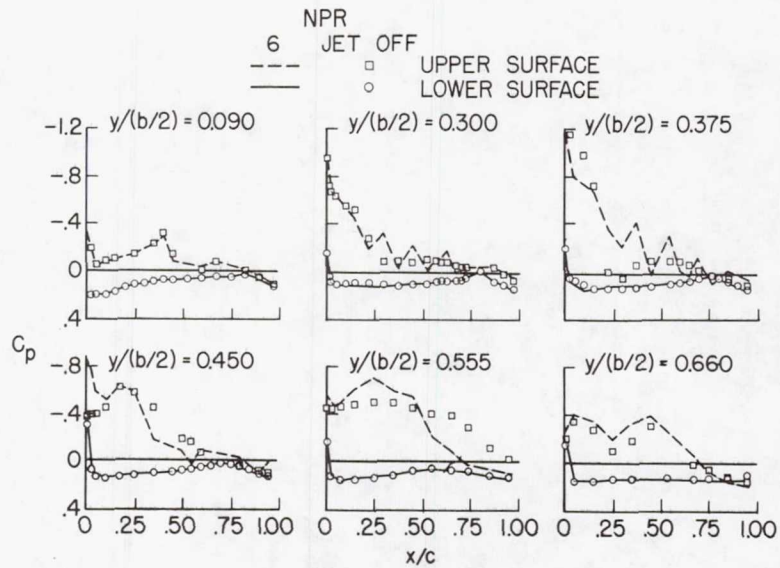 NPR
6 JET OFF
UPPER SURFACE
LOWER SURFACE
y/(b/2) = 0.090 y/(b/2) = 0.300 y/(b/2) = 0.375
-1.2
-.8
-.4
0
.4
Cp
y/(b/2) = 0.450 y/(b/2) = 0.555 y/(b/2) = 0.660
-.8
-.4
0
.4
0 .25 .50 .75 1.00 0 .25 .50 .75 1.00 0 .25 .50 .75 1.00
x/c